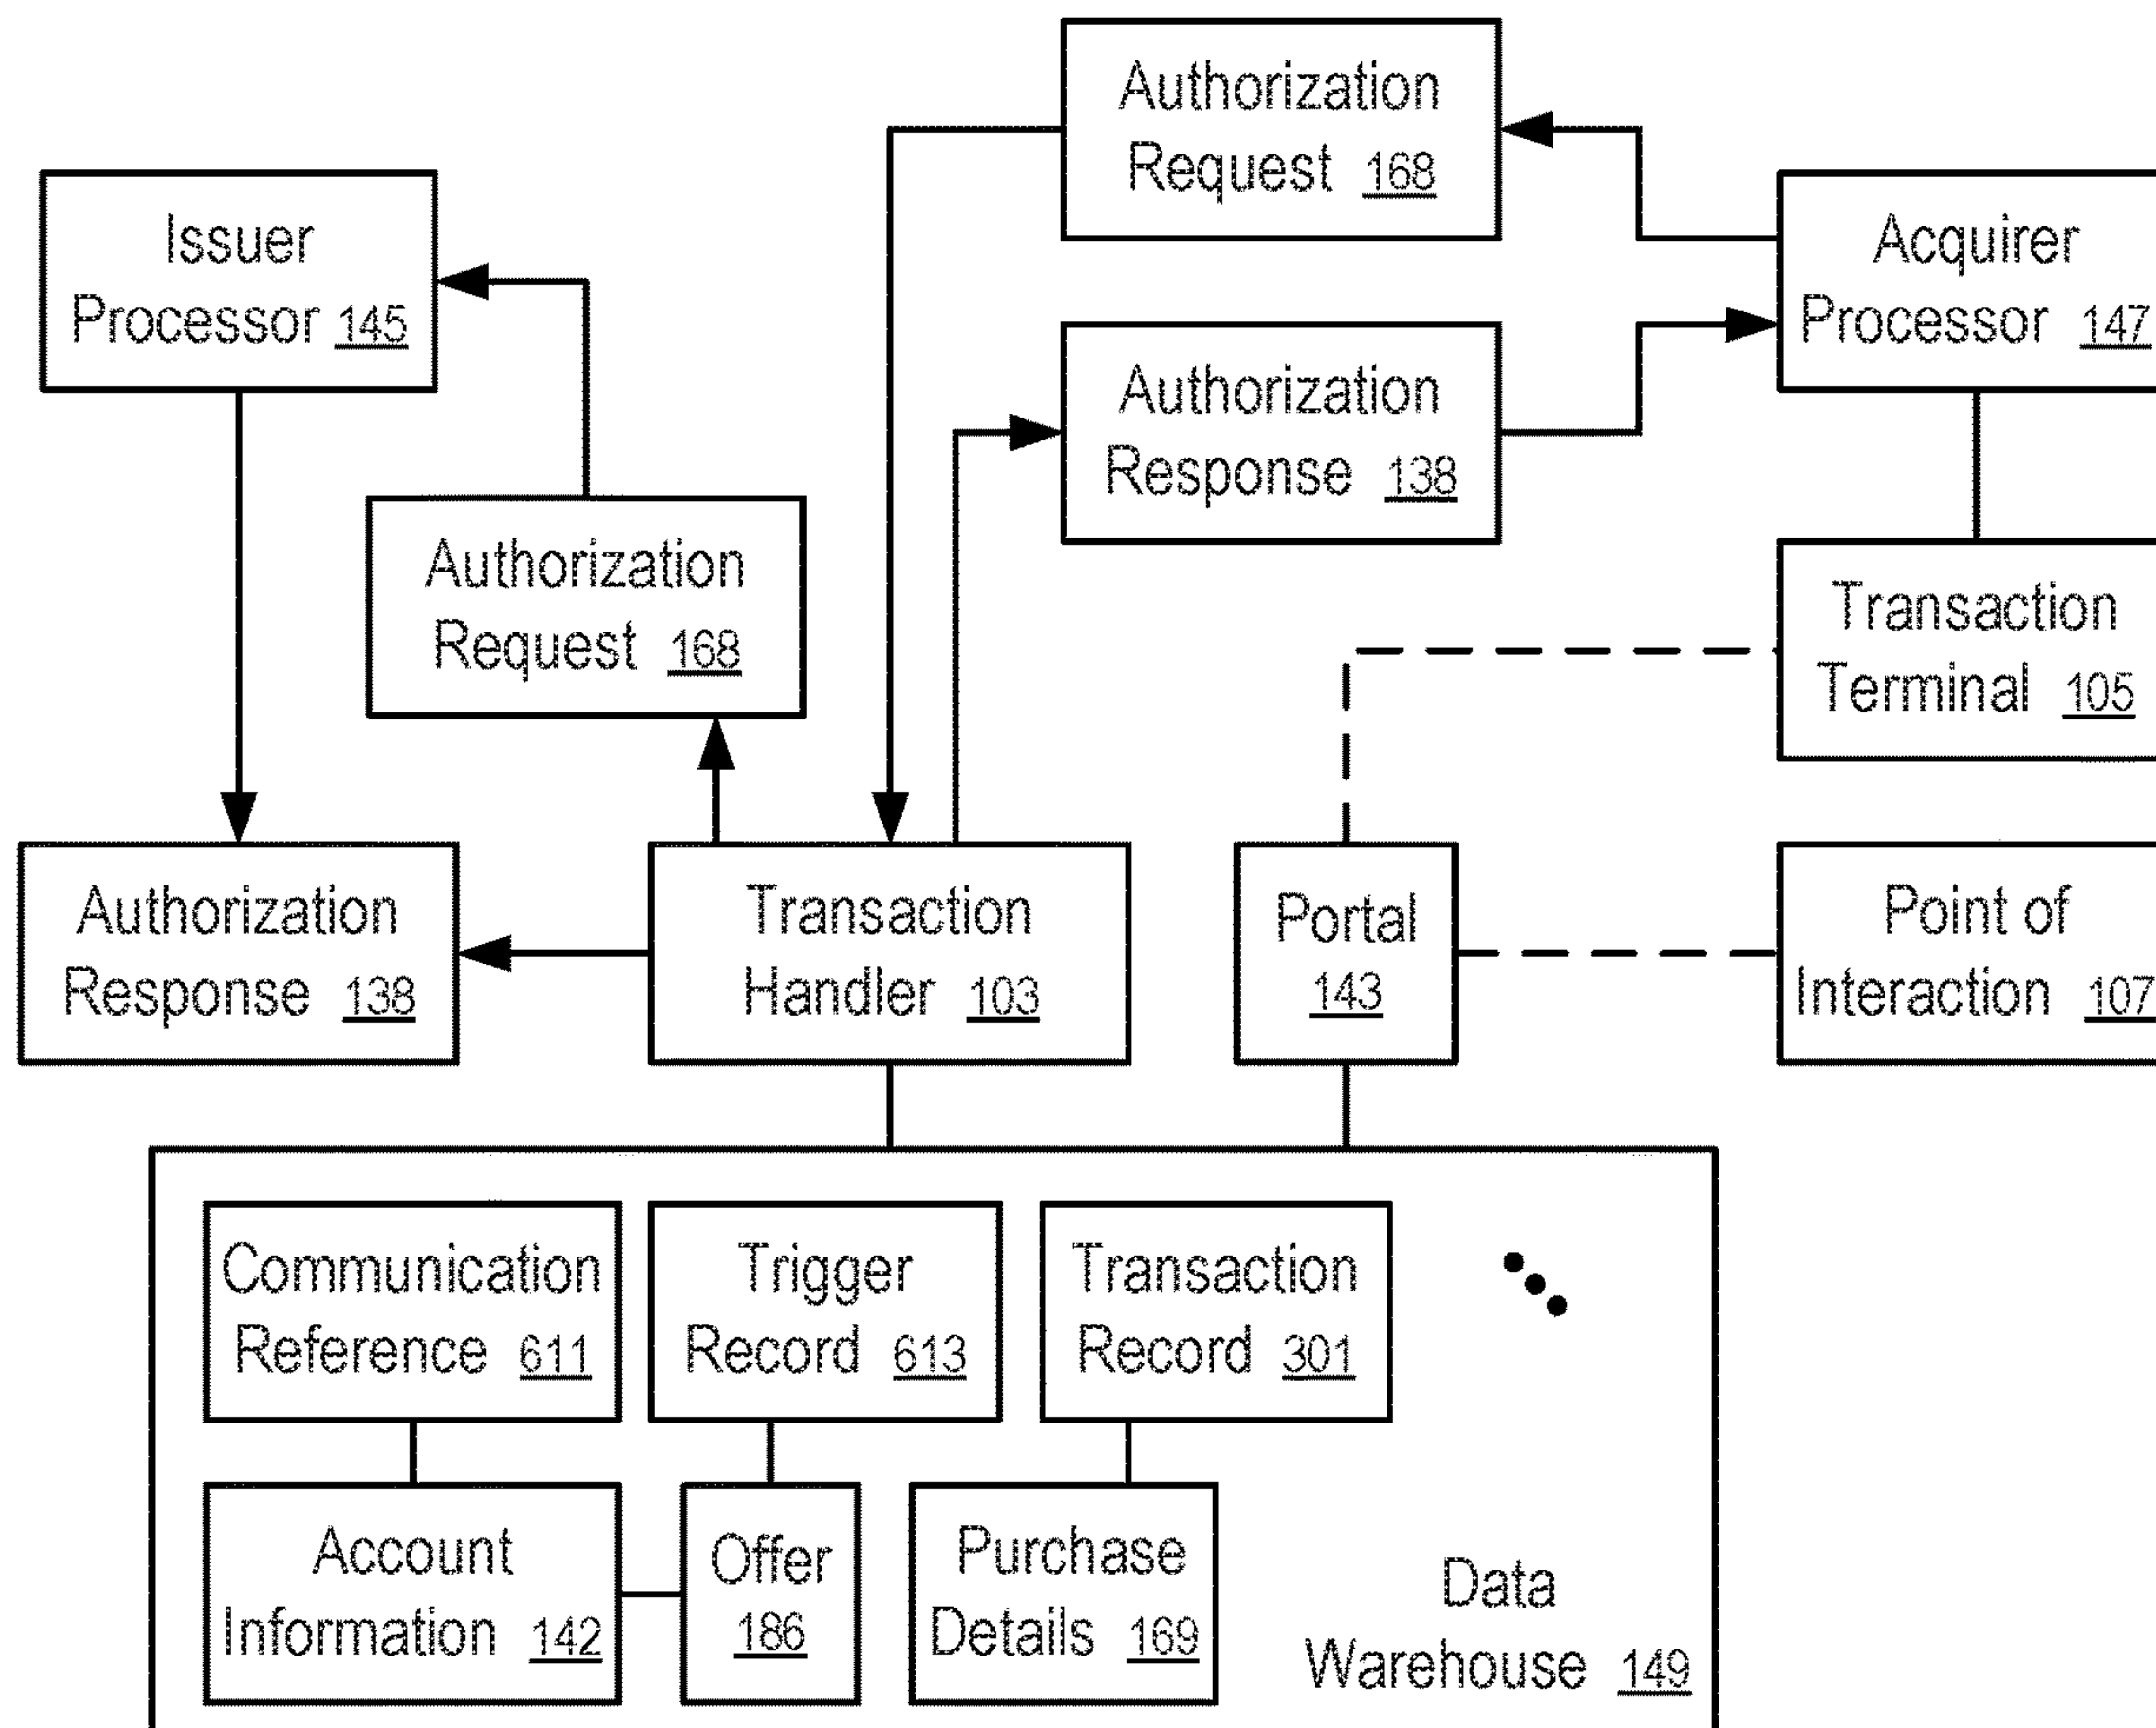 Authorization
Request 168
Issuer
Processor 145
Acquirer
Processor 147
Authorization
Response 138
Authorization
Request 168
Transaction
Terminal 105
Authorization
Response 138
Transaction
Handler 103
Portal
143
Point of
Interaction 107
Communication
Reference 611
Trigger
Record 613
Transaction
Record 301
Account
Information 142
Offer
186
Purchase
Details 169
Data
Warehouse 149